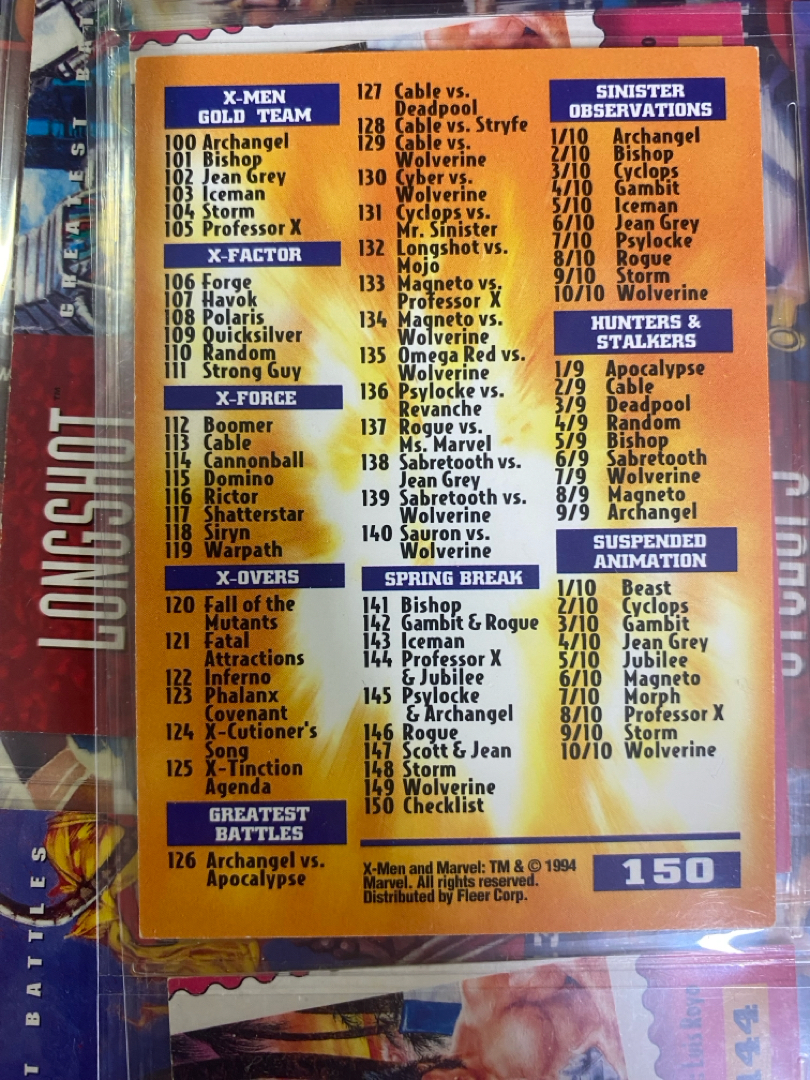 X-MEN
GOLD TEAM
100 Archangel
101 Bishop
102 Jean Grey
103 Iceman
104 Storm
105 Professor X
X-FACTOR
106 Forge
107 Havok
108 Polaris
109 Quicksilver
110 Random
111 Strong Guy
X-FORCE
112 Boomer
113 Cable
114 Cannonball
115 Domino
116 Rictor
117 Shatterstar
118 Siryn
119 Warpath
X-OVERS
120 Fall of the
Mutants
121 Fatal
Attractions
122 Inferno
123 Phalanx
Covenant
124 X-Cutioner's
Song
125 X-Tinction
Agenda
GREATEST
BATTLES
126 Archangel vs.
Apocalypse
127 Cable vs.
Deadpool
128 Cable vs. Stryfe
129 Cable vs.
Wolverine
130 Cyber vs.
Wolverine
131 Cyclops vs.
Mr. Sinister
132 Longshot vs.
Mojo
133 Magneto vs.
Professor X
134 Magneto vs.
Wolverine
135 Omega Red vs.
Wolverine
136 Psylocke vs.
Revanche
137 Rogue vs.
Ms. Marvel
138 Sabretooth vs.
Jean Grey
139 Sabretooth vs.
Wolverine
140 Sauron vs.
Wolverine
SPRING BREAK
141 Bishop
142 Gambit & Rogue
143 Iceman
144 Professor X
& Jubilee
145 Psylocke
& Archangel
146 Rogue
147 Scott & Jean
148 Storm
149 Wolverine
150 Checklist
X-Men and Marvel: TM & © 1994
Marvel. All rights reserved.
Distributed by Fleer Corp.
SINISTER
OBSERVATIONS
1/10 Archangel
2/10 Bishop
3/10 Cyclops
4/10 Gambit
5/10 Iceman
6/10 Jean Grey
7/10 Psylocke
8/10 Rogue
9/10 Storm
10/10 Wolverine
HUNTERS &
STALKERS
1/9 Apocalypse
2/9 Cable
3/9 Deadpool
4/9 Random
5/9 Bishop
6/9 Sabretooth
7/9 Wolverine
8/9 Magneto
9/9 Archangel
SUSPENDED
ANIMATION
1/10 Beast
2/10 Cyclops
3/10 Gambit
4/10 Jean Grey
5/10 Jubilee
6/10 Magneto
7/10 Morph
8/10 Professor X
9/10 Storm
10/10 Wolverine
150
GREATEST BAT
LONGSHOT™
T BATTLES
144